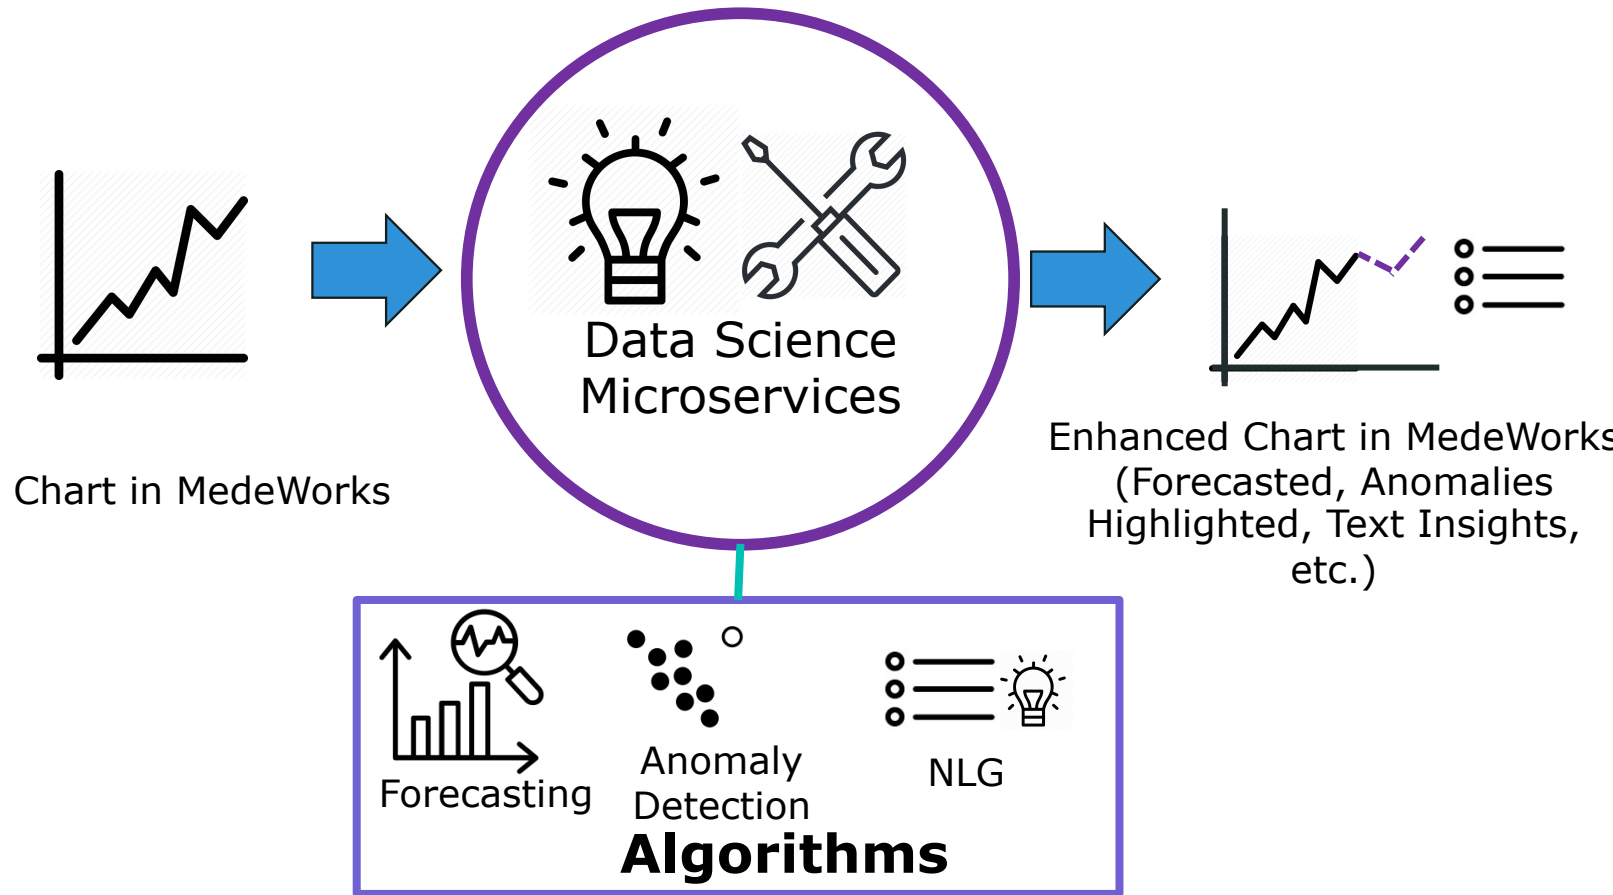 Data Science
Microservices
Chart in MedeWorks
Enhanced Chart in MedeWorks
(Forecasted, Anomalies
Highlighted, Text Insights,
etc.)
Forecasting
Anomaly
Detection
NLG
Algorithms